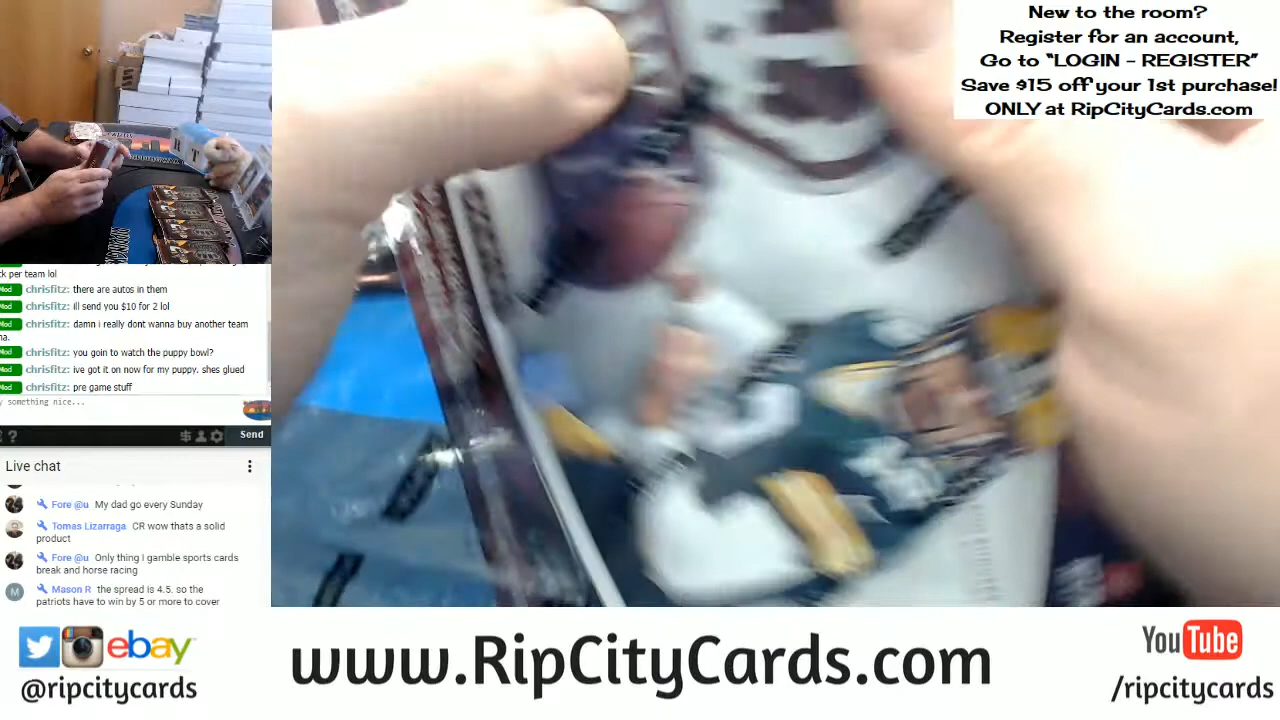 New to the room?
Register for an account,
Go to "LOGIN - REGISTER"
Save $15 off your 1st purchase!
ONLY at RipCityCards.com
ck per team lol
chrisfitz: there are autos in them
chrisfitz: ill send you $10 for 2 lol
chrisfitz: damn i really dont wanna buy another team
na.
chrisfitz: you goin to watch the puppy bowl?
chrisfitz: ive got it on now for my puppy. shes glued
chrisfitz: pre game stuff
y something nice...
Send
Live chat
Fore @u My dad go every Sunday
Tomas Lizarraga CR wow thats a solid
product
Fore @u Only thing I gamble sports cards
break and horse racing
M Mason R the spread is 4.5. so the
patriots have to win by 5 or more to cover
ebay
@ripcitycards
www.RipCityCards.com
YouTube
/ripcitycards